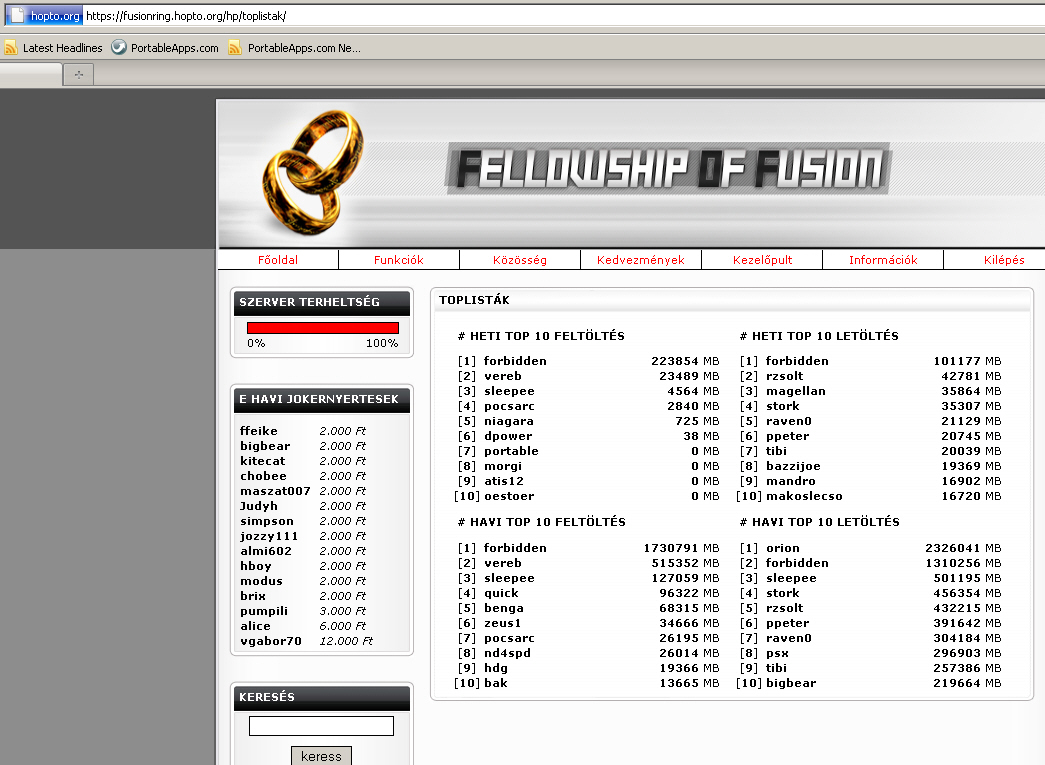 hopto.org https://fusionring.hopto.org/hp/toplistak/
Latest Headlines PortableApps.com PortableApps.com Ne...
FELLOWSHIP OF FUSION
Főoldal Funkciók Közösség Kedvezmények Kezelőpult Információk Kilépés
SZERVER TERHELTSÉG
0% 100%
E HAVI JOKERNYERTESEK
ffeike 2.000 Ft
bigbear 2.000 Ft
kitecat 2.000 Ft
chobee 2.000 Ft
maszat007 2.000 Ft
Judyh 2.000 Ft
simpson 2.000 Ft
jozzy111 2.000 Ft
almi602 2.000 Ft
hboy 2.000 Ft
modus 2.000 Ft
brix 2.000 Ft
pumpili 3.000 Ft
alice 6.000 Ft
vgabor70 12.000 Ft
KERESÉS
keress
TOPLISTÁK
# HETI TOP 10 FELTÖLTÉS
[1] forbidden 223854 MB
[2] vereb 23489 MB
[3] sleepee 4564 MB
[4] pocsarc 2840 MB
[5] niagara 725 MB
[6] dpower 38 MB
[7] portable 0 MB
[8] morgi 0 MB
[9] atis12 0 MB
[10] oestoer 0 MB
# HETI TOP 10 LETÖLTÉS
[1] forbidden 101177 MB
[2] rzsolt 42781 MB
[3] magellan 35864 MB
[4] stork 35307 MB
[5] raven0 21129 MB
[6] ppeter 20745 MB
[7] tibi 20039 MB
[8] bazzijoe 19369 MB
[9] mandro 16902 MB
[10] makoslecso 16720 MB
# HAVI TOP 10 FELTÖLTÉS
[1] forbidden 1730791 MB
[2] vereb 515352 MB
[3] sleepee 127059 MB
[4] quick 96322 MB
[5] benga 68315 MB
[6] zeus1 34666 MB
[7] pocsarc 26195 MB
[8] nd4spd 26014 MB
[9] hdg 19366 MB
[10] bak 13665 MB
# HAVI TOP 10 LETÖLTÉS
[1] orion 2326041 MB
[2] forbidden 1310256 MB
[3] sleepee 501195 MB
[4] stork 456354 MB
[5] rzsolt 432215 MB
[6] ppeter 391642 MB
[7] raven0 304184 MB
[8] psx 296903 MB
[9] tibi 257386 MB
[10] bigbear 219664 MB